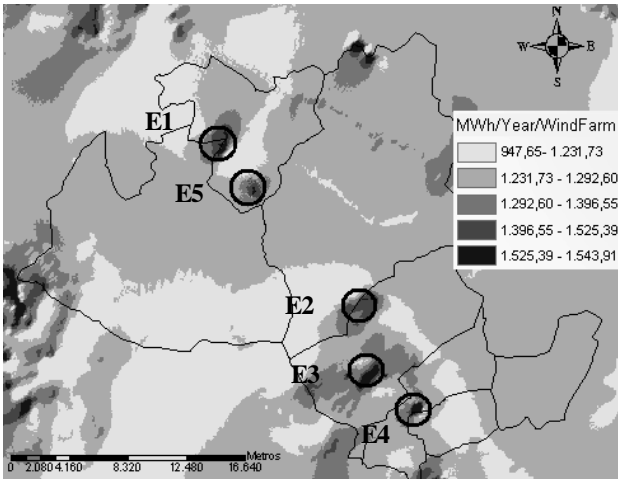 N
W E
S
MWh/Year/WindFarm
947,65- 1.231,73
1.231,73 - 1.292,60
1.292,60 - 1.396,55
1.396,55 - 1.525,39
1.525,39 - 1.543,91
E1
E5
E2
E3
E4
Metros
0 2.080 4.160 8.320 12.480 16.640